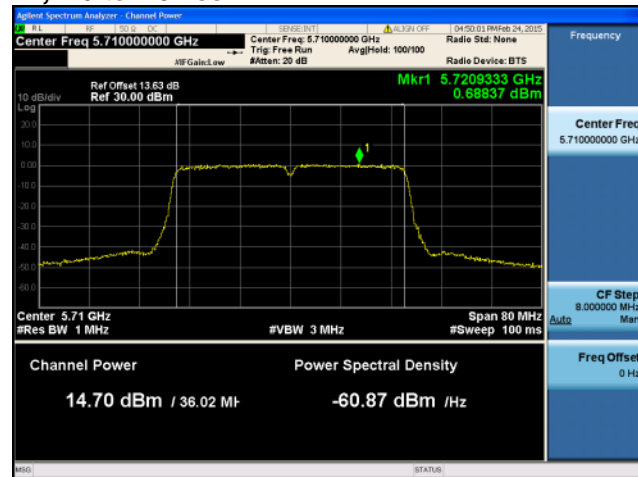 Agilent Spectrum Analyzer - Channel Power
RL RF 50 Ω DC SENSE:INT ALIGN OFF 04:50:01 PM Feb 24, 2015
Center Freq 5.710000000 GHz
Center Freq: 5.710000000 GHz
Radio Std: None
Trig: Free Run Avg|Hold: 100/100
#IFGain:Low #Atten: 20 dB Radio Device: BTS
Ref Offset 13.63 dB
Mkr1 5.7209333 GHz
10 dB/div Ref 30.00 dBm 0.68837 dBm
Log
20.0
10.0
1
0.00
-10.0
-20.0
-30.0
-40.0
-50.0
-60.0
Center 5.71 GHz Span 80 MHz
#Res BW 1 MHz #VBW 3 MHz #Sweep 100 ms
Channel Power Power Spectral Density
14.70 dBm / 36.02 MH -60.87 dBm /Hz
MSG STATUS
Frequency
Center Freq
5.710000000 GHz
CF Step
8.000000 MHz
Auto Man
Freq Offset
0 Hz